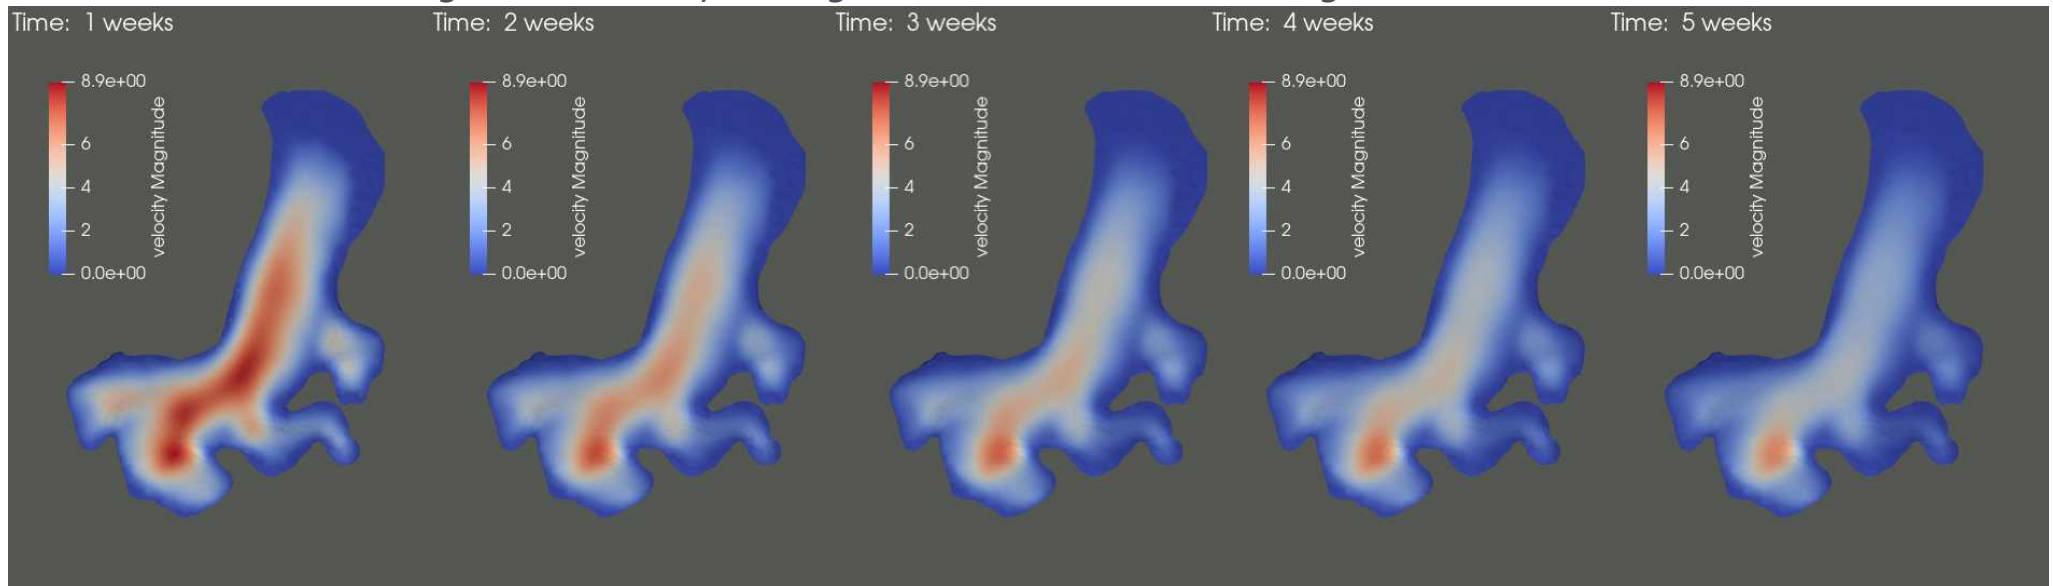 Time: 1 weeks
8.9e+00
6
4
2
0.0e+00
velocity Magnitude
Time: 2 weeks
8.9e+00
6
4
2
0.0e+00
velocity Magnitude
Time: 3 weeks
8.9e+00
6
4
2
0.0e+00
velocity Magnitude
Time: 4 weeks
8.9e+00
6
4
2
0.0e+00
velocity Magnitude
Time: 5 weeks
8.9e+00
6
4
2
0.0e+00
velocity Magnitude